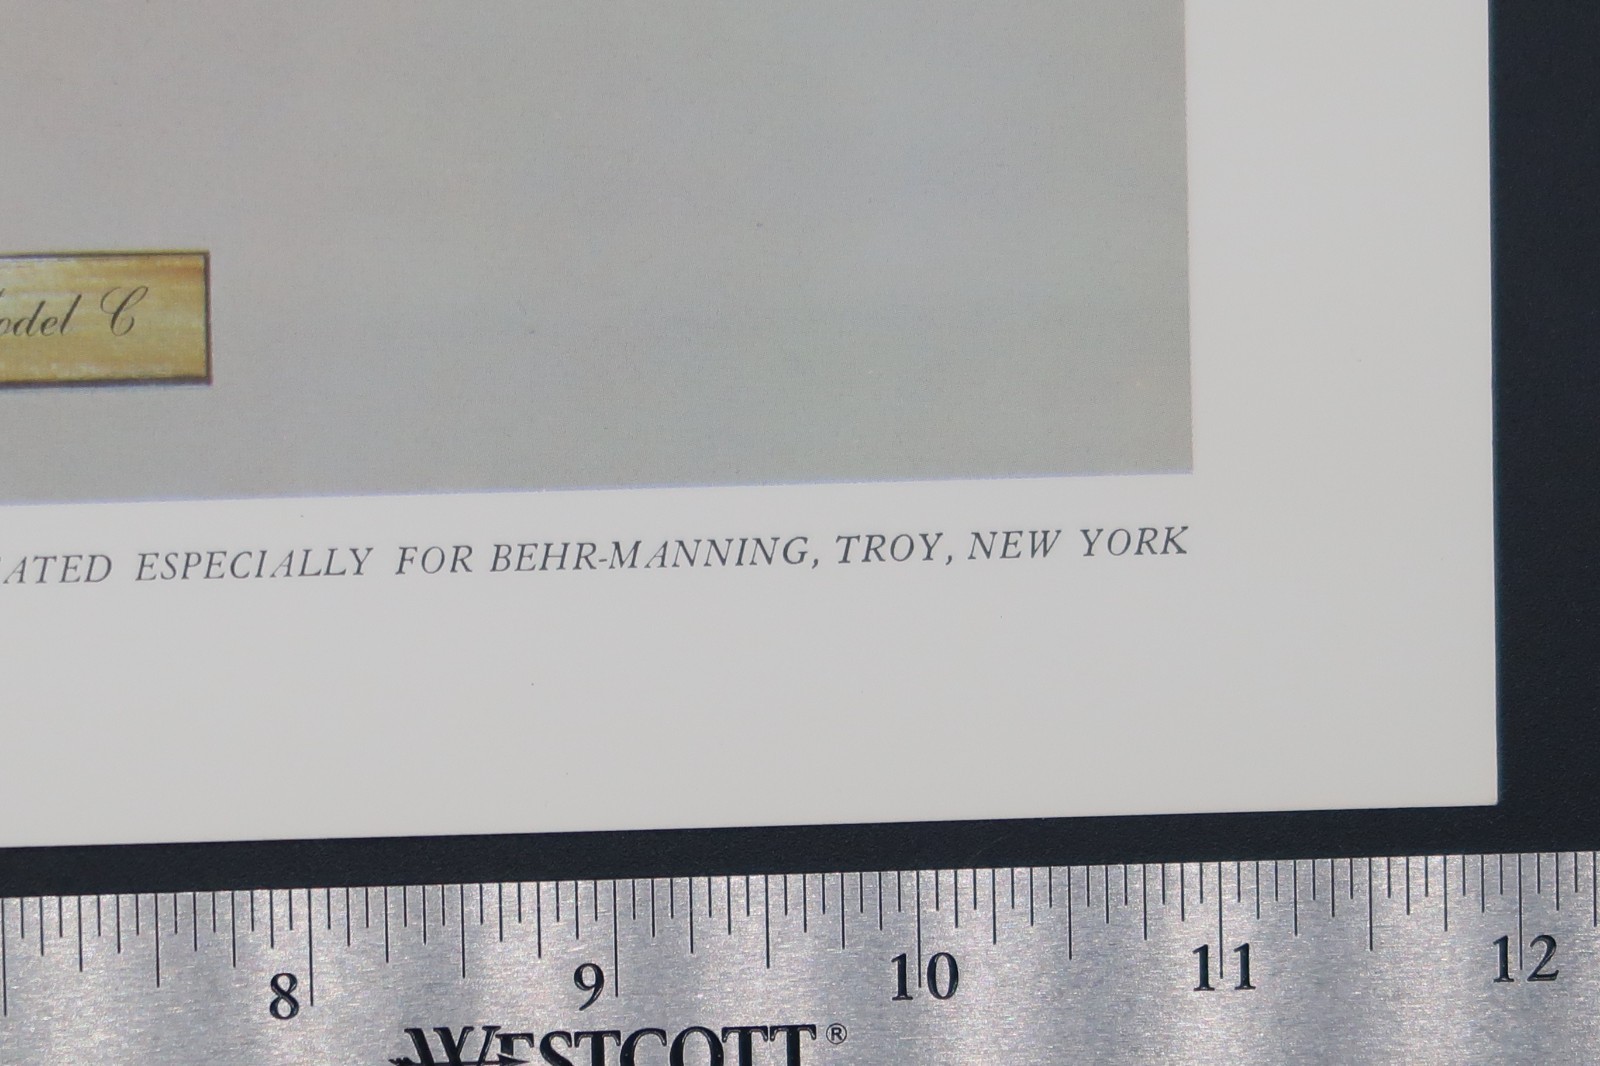 odel C
ATED ESPECIALLY FOR BEHR-MANNING, TROY, NEW YORK
8 9 10 11 12
WESTCOTT®